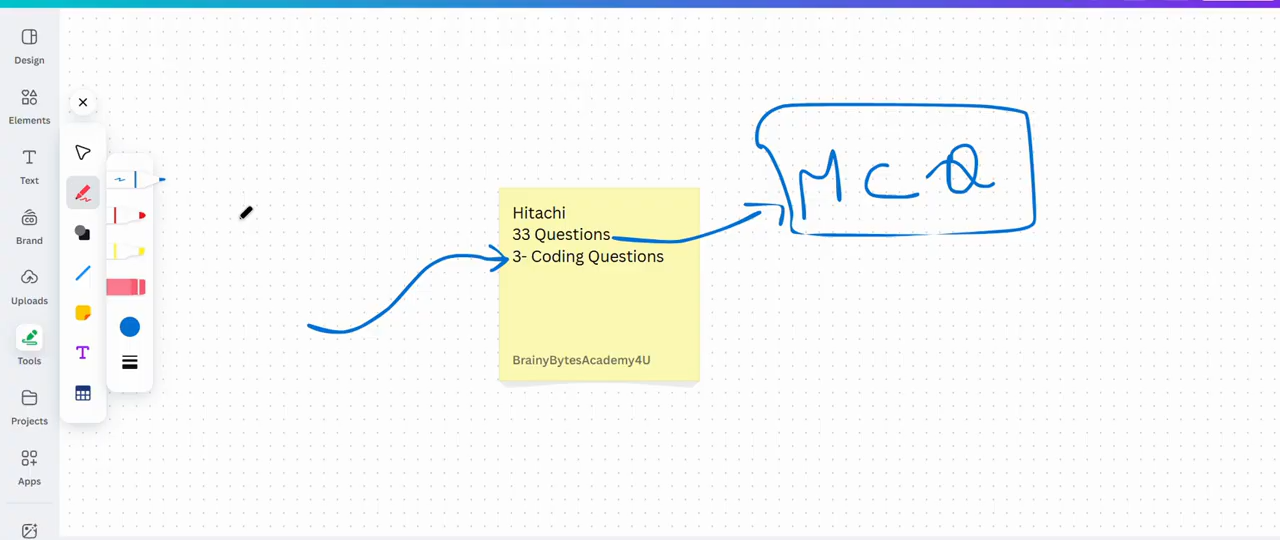 Design
Elements
Text
Brand
Uploads
Tools
Projects
Apps
Hitachi
33 Questions
3- Coding Questions
BrainyBytesAcademy4U
MCQ